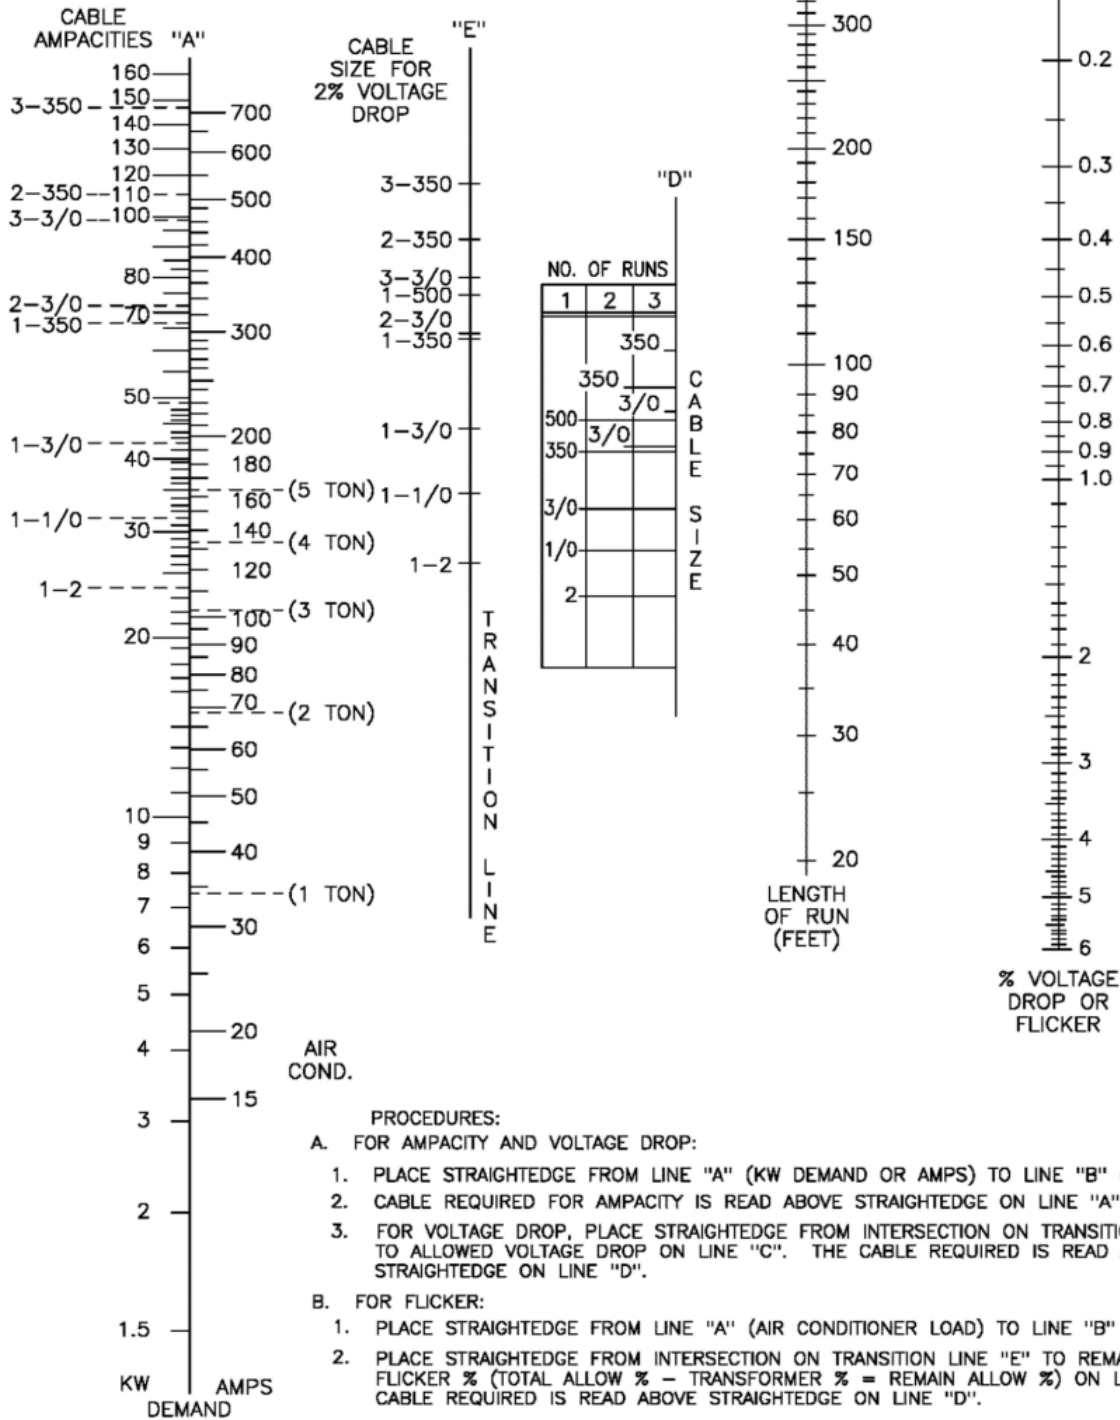 CABLE
AMPACITIES "A"
160
150
3-350
140
130
120
2-350
110
3-3/0
100
80
2-3/0
70
1-350
50
1-3/0
40
1-1/0
30
1-2
20
10
9
8
7
6
5
4
3
2
1.5
KW
700
600
500
400
300
200
180
160
140
120
100
90
80
70
60
50
40
30
20
15
AMPS
DEMAND
(5 TON)
(4 TON)
(3 TON)
(2 TON)
(1 TON)
AIR
COND.
"E"
CABLE
SIZE FOR
2% VOLTAGE
DROP
3-350
2-350
3-3/0
1-500
2-3/0
1-350
1-3/0
1-1/0
1-2
TRANSITION LINE
"D"
NO. OF RUNS
1 2 3
350
350
3/0
500
3/0
350
3/0
1/0
2
CABLE SIZE
300
200
150
100
90
80
70
60
50
40
30
20
LENGTH
OF RUN
(FEET)
0.2
0.3
0.4
0.5
0.6
0.7
0.8
0.9
1.0
2
3
4
5
6
% VOLTAGE
DROP OR
FLICKER
PROCEDURES:
A. FOR AMPACITY AND VOLTAGE DROP:
1. PLACE STRAIGHTEDGE FROM LINE "A" (KW DEMAND OR AMPS) TO LINE "B"
2. CABLE REQUIRED FOR AMPACITY IS READ ABOVE STRAIGHTEDGE ON LINE "A"
3. FOR VOLTAGE DROP, PLACE STRAIGHTEDGE FROM INTERSECTION ON TRANSITI
TO ALLOWED VOLTAGE DROP ON LINE "C". THE CABLE REQUIRED IS READ
STRAIGHTEDGE ON LINE "D".
B. FOR FLICKER:
1. PLACE STRAIGHTEDGE FROM LINE "A" (AIR CONDITIONER LOAD) TO LINE "B"
2. PLACE STRAIGHTEDGE FROM INTERSECTION ON TRANSITION LINE "E" TO REMA
FLICKER % (TOTAL ALLOW % - TRANSFORMER % = REMAIN ALLOW %) ON L
CABLE REQUIRED IS READ ABOVE STRAIGHTEDGE ON LINE "D".